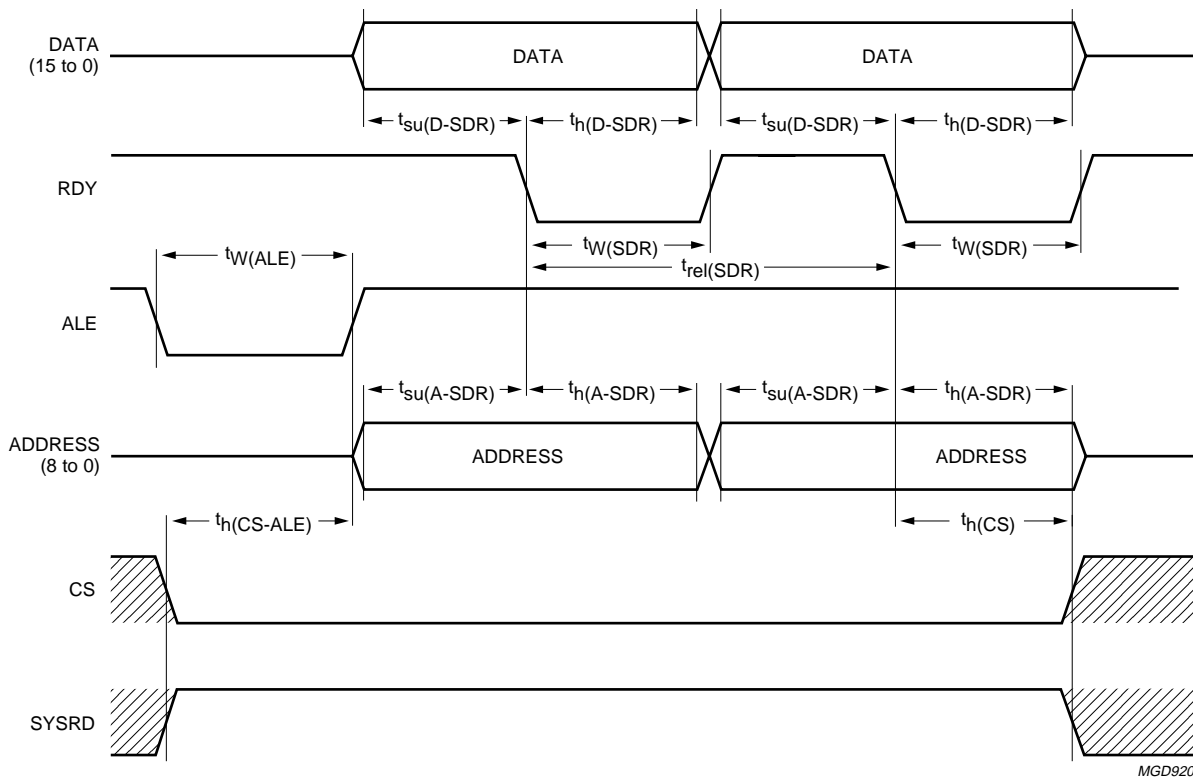 DATA
(15 to 0)
DATA
DATA
tsu(D-SDR)
th(D-SDR)
tsu(D-SDR)
th(D-SDR)
RDY
tW(SDR)
tW(SDR)
tW(ALE)
trel(SDR)
ALE
tsu(A-SDR)
th(A-SDR)
tsu(A-SDR)
th(A-SDR)
ADDRESS
(8 to 0)
ADDRESS
ADDRESS
th(CS-ALE)
th(CS)
CS
SYSRD
MGD920